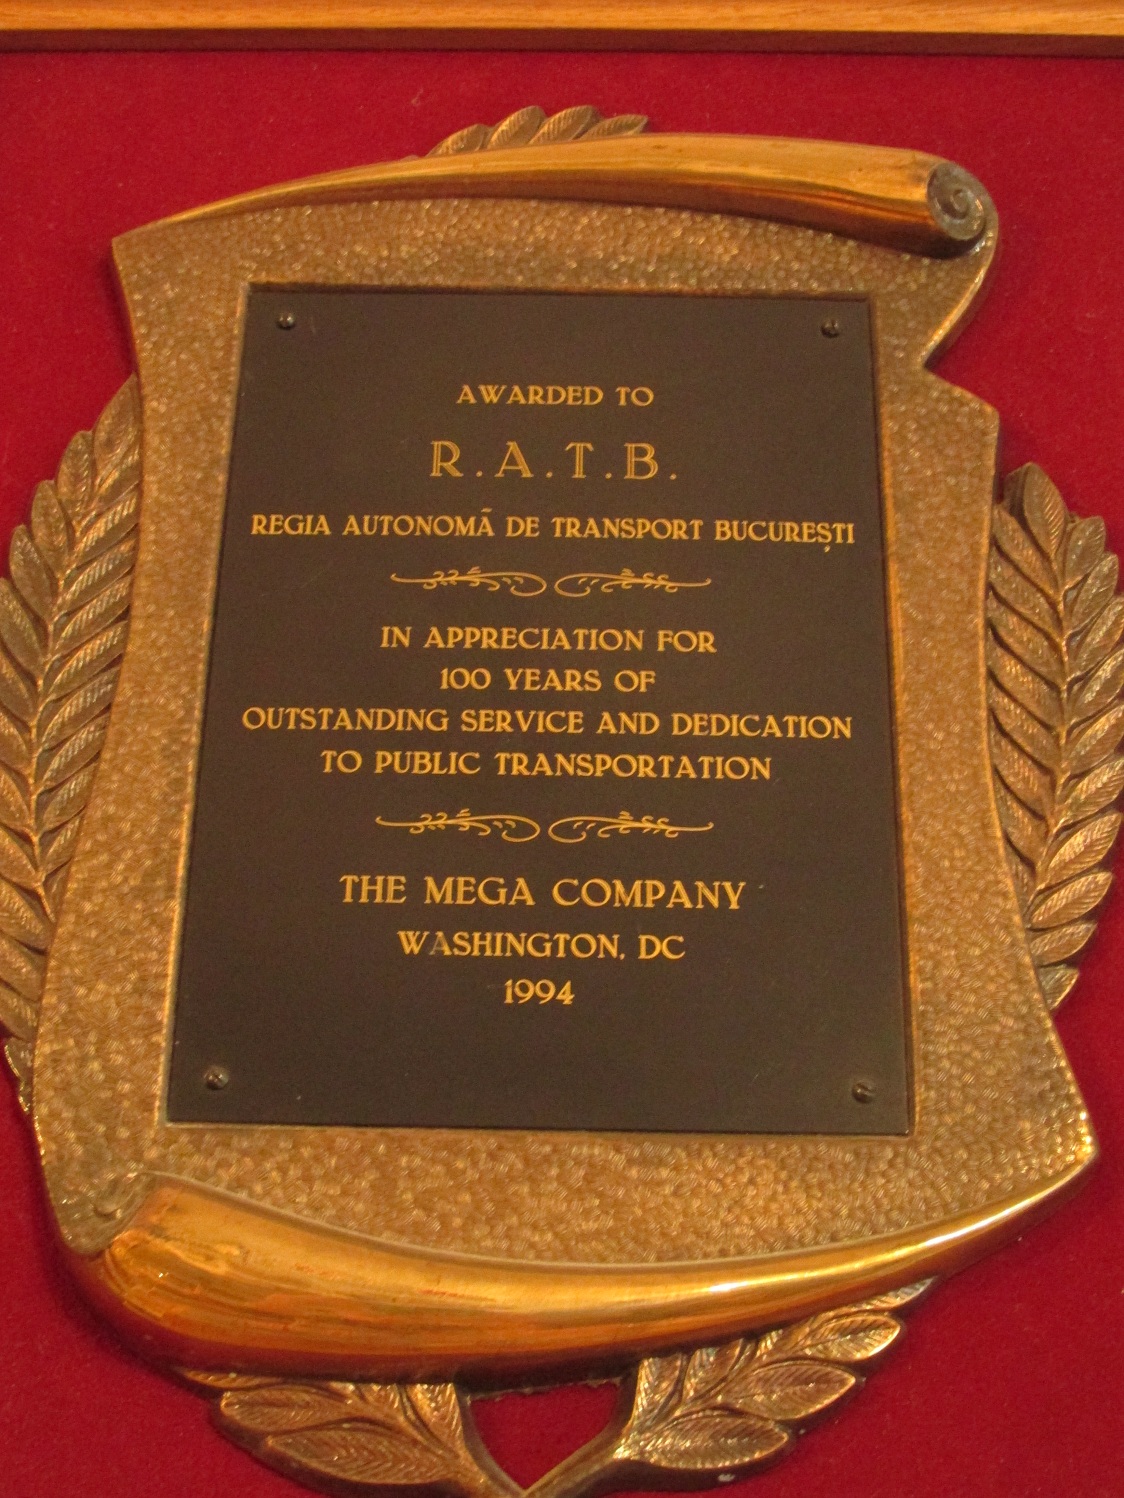 AWARDED TO
R.A.T.B.
REGIA AUTONOMĀ DE TRANSPORT BUCUREȘTI
IN APPRECIATION FOR
100 YEARS OF
OUTSTANDING SERVICE AND DEDICATION
TO PUBLIC TRANSPORTATION
THE MEGA COMPANY
WASHINGTON, DC
1994